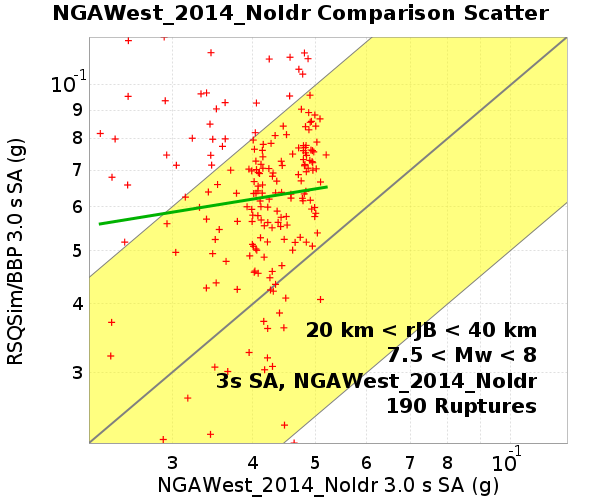 NGAWest_2014_NoIdr Comparison Scatter
RSQSim/BBP 3.0 s SA (g)
10⁻¹
9
8
7
6
5
4
3
20 km < rJB < 40 km
7.5 < Mw < 8
3s SA, NGAWest_2014_NoIdr
190 Ruptures
3 4 5 6 7 8 9 10⁻¹
NGAWest_2014_NoIdr 3.0 s SA (g)